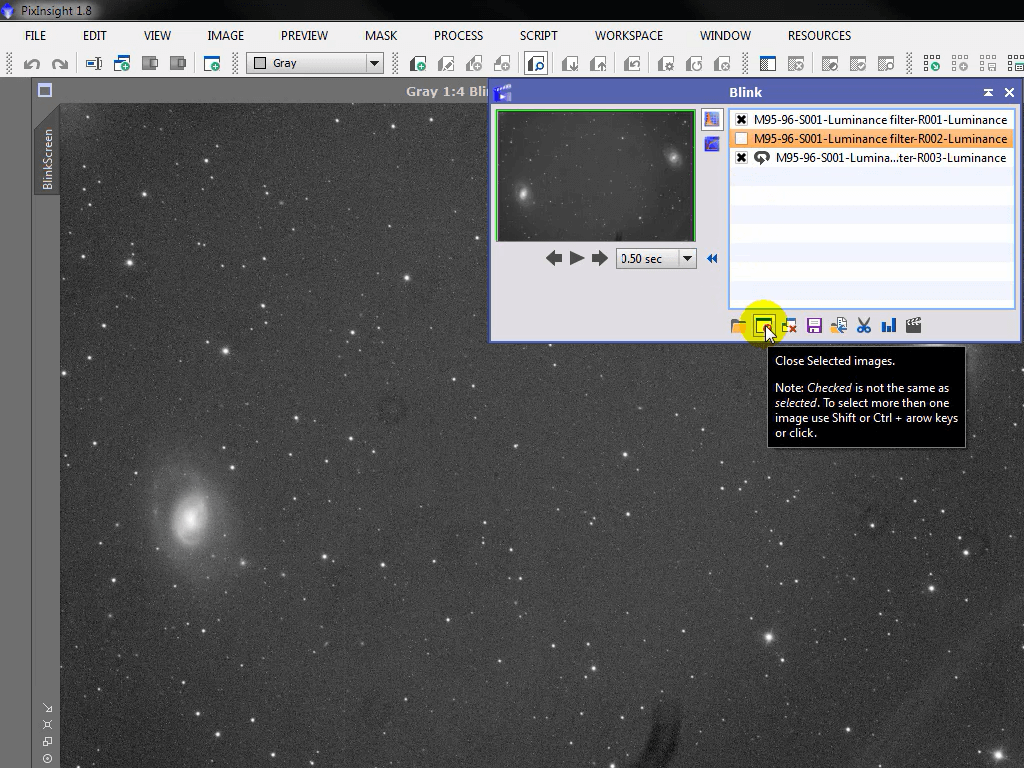 PixInsight 1.8
FILE EDIT VIEW IMAGE PREVIEW MASK PROCESS SCRIPT WORKSPACE WINDOW RESOURCES
Gray
Gray 1:4 Bli
Blink
BlinkScreen
M95-96-S001-Luminance filter-R001-Luminance
M95-96-S001-Luminance filter-R002-Luminance
M95-96-S001-Lumina...ter-R003-Luminance
0.50 sec
Close Selected images.
Note: Checked is not the same as
selected. To select more then one
image use Shift or Ctrl + arow keys
or click.